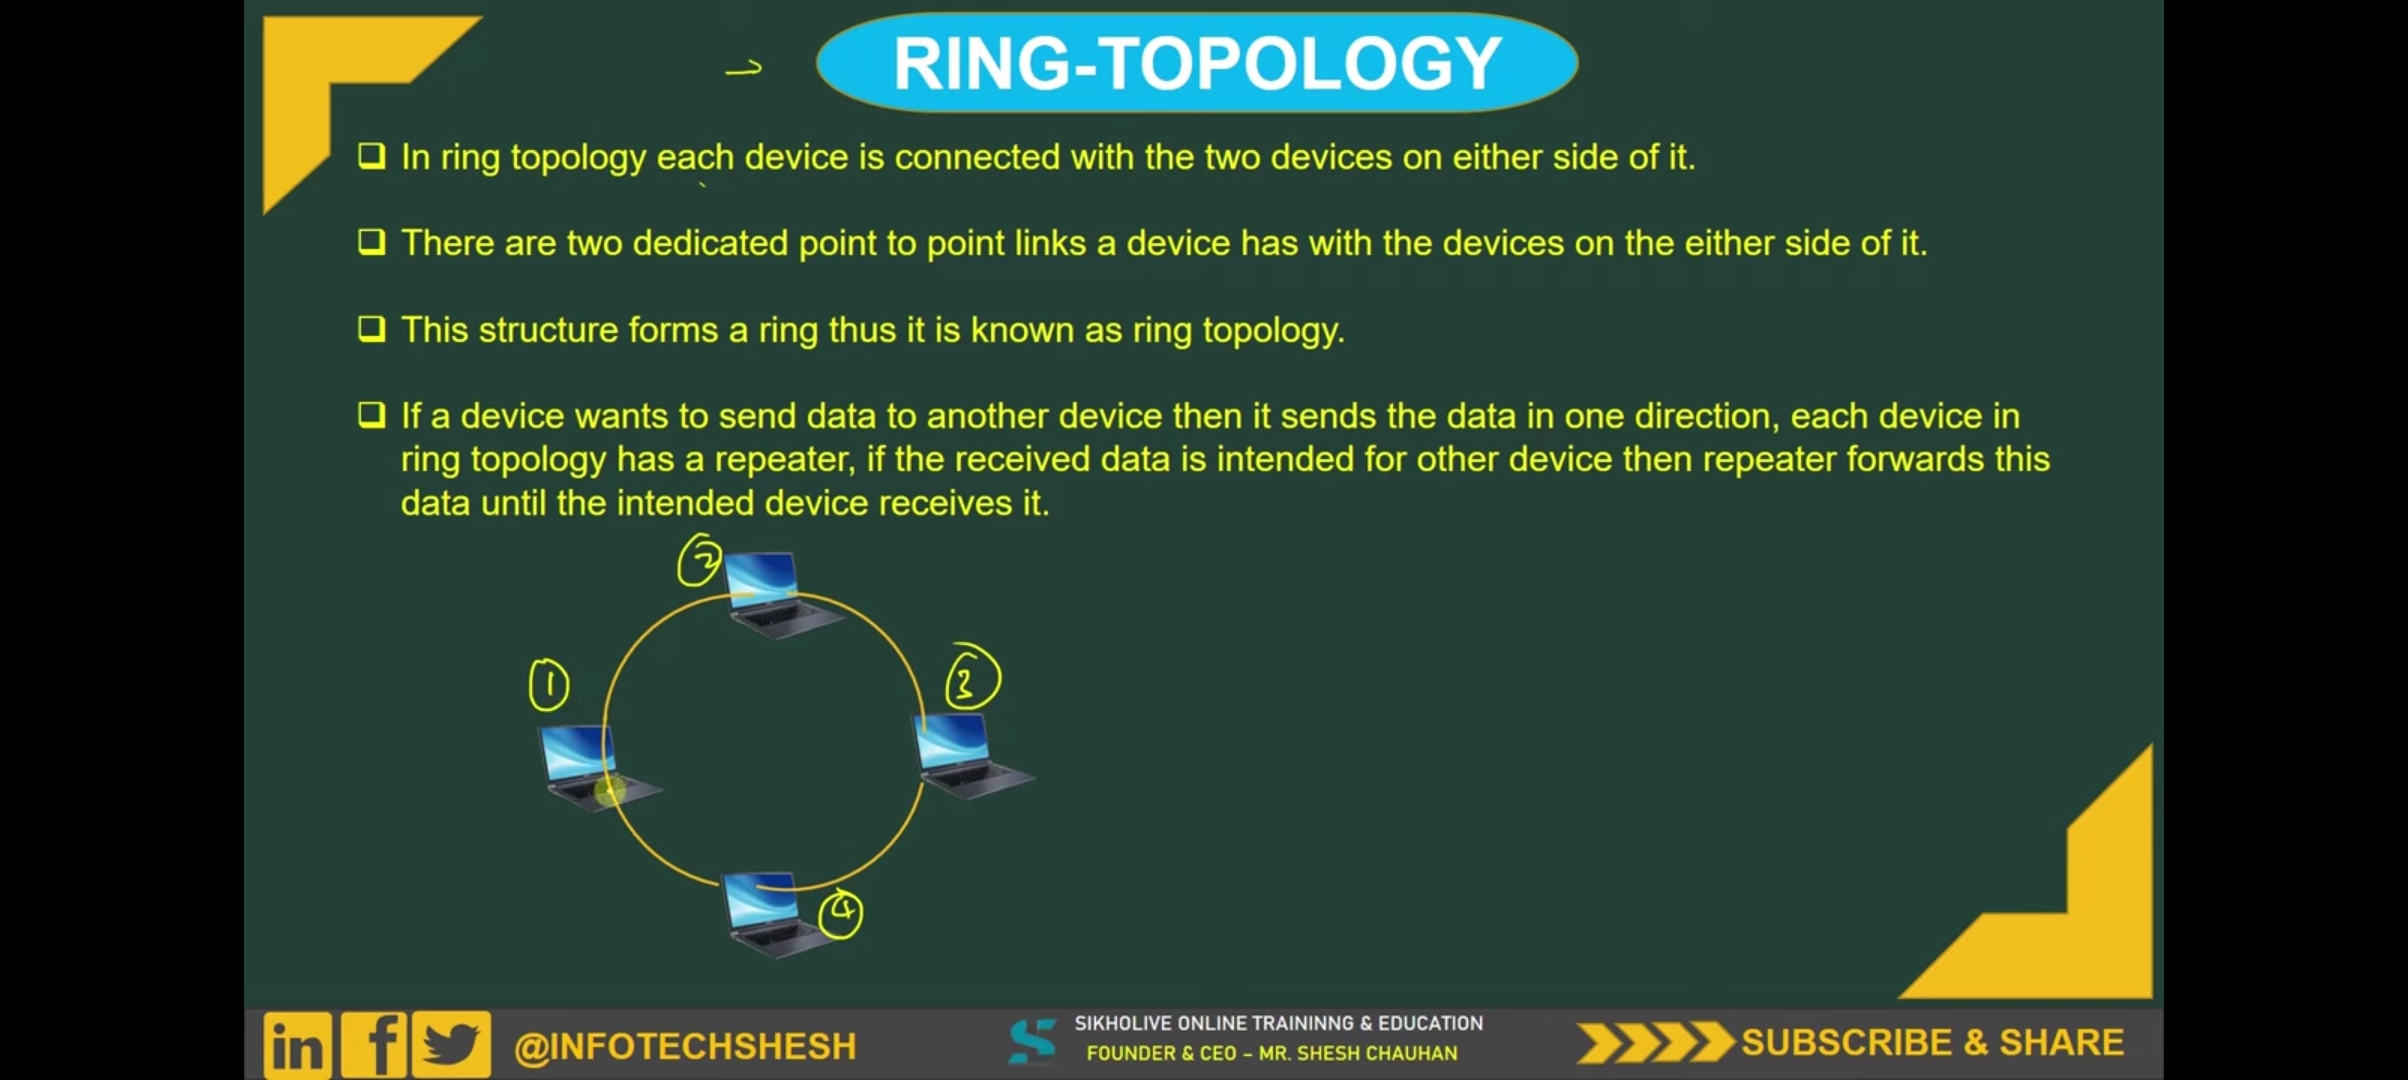 RING-TOPOLOGY
In ring topology each device is connected with the two devices on either side of it.
There are two dedicated point to point links a device has with the devices on the either side of it.
This structure forms a ring thus it is known as ring topology.
If a device wants to send data to another device then it sends the data in one direction, each device in
ring topology has a repeater, if the received data is intended for other device then repeater forwards this
data until the intended device receives it.
2
1
3
4
in f @INFOTECHSHESH
S SIKHOLIVE ONLINE TRAININNG & EDUCATION
FOUNDER & CEO – MR. SHESH CHAUHAN
SUBSCRIBE & SHARE